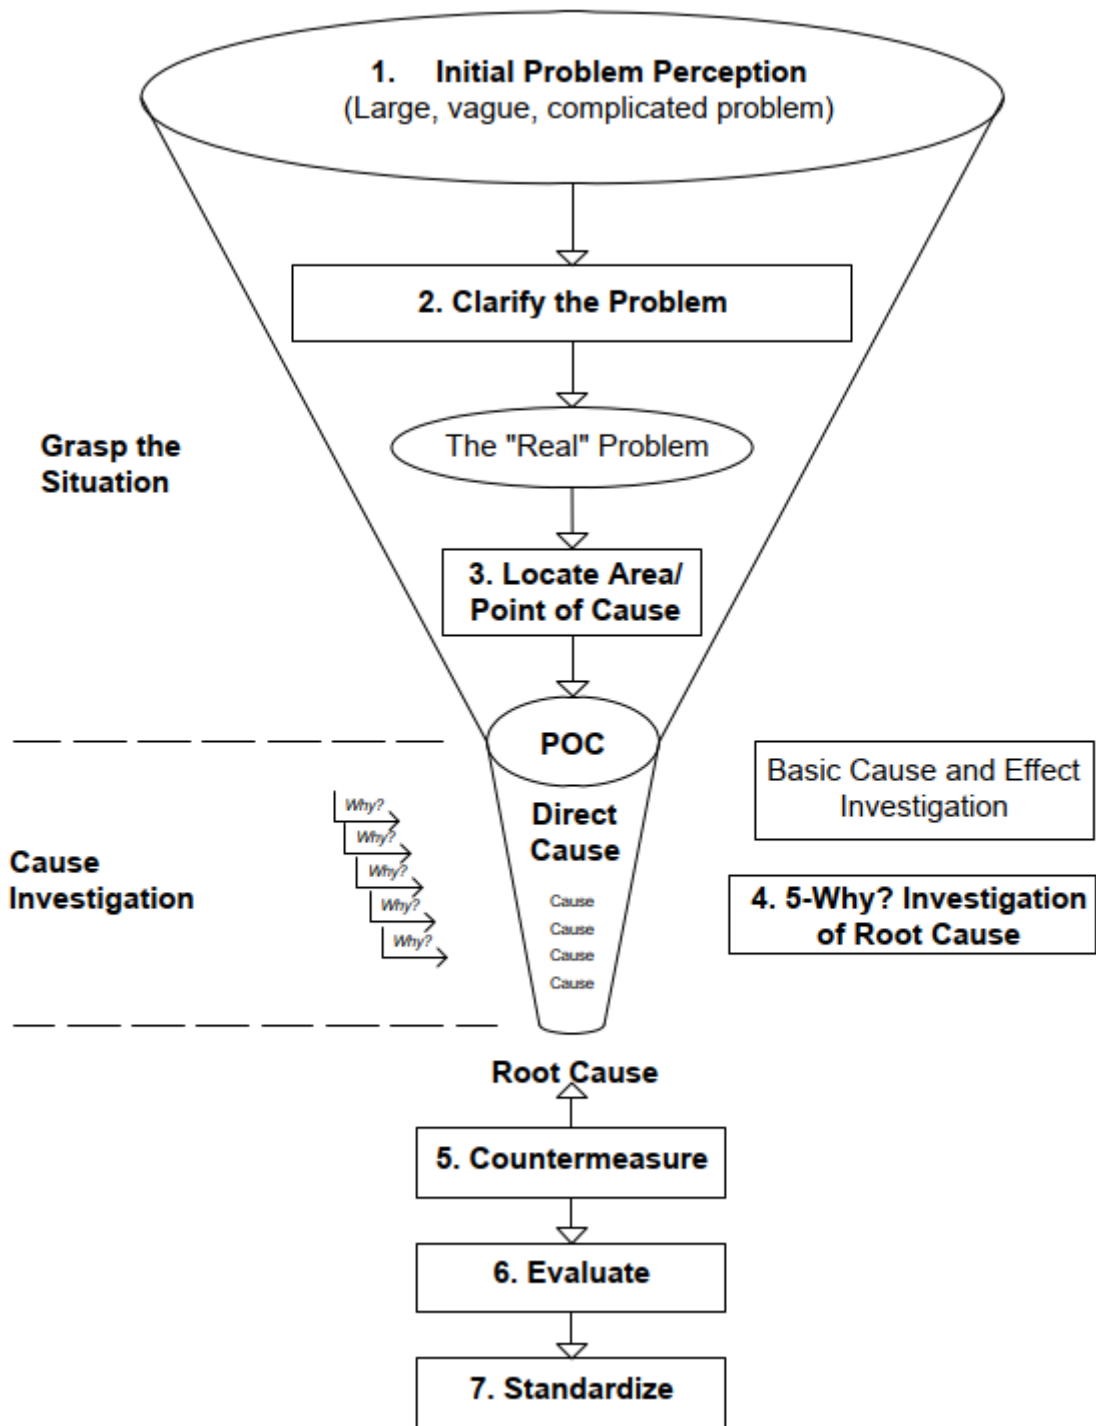 1. Initial Problem Perception
(Large, vague, complicated problem)
2. Clarify the Problem
The "Real" Problem
Grasp the
Situation
3. Locate Area/
Point of Cause
POC
Basic Cause and Effect
Investigation
Direct
Cause
Why?
Why?
Why?
Why?
Why?
Cause
Investigation
Cause
Cause
Cause
Cause
4. 5-Why? Investigation
of Root Cause
Root Cause
5. Countermeasure
6. Evaluate
7. Standardize